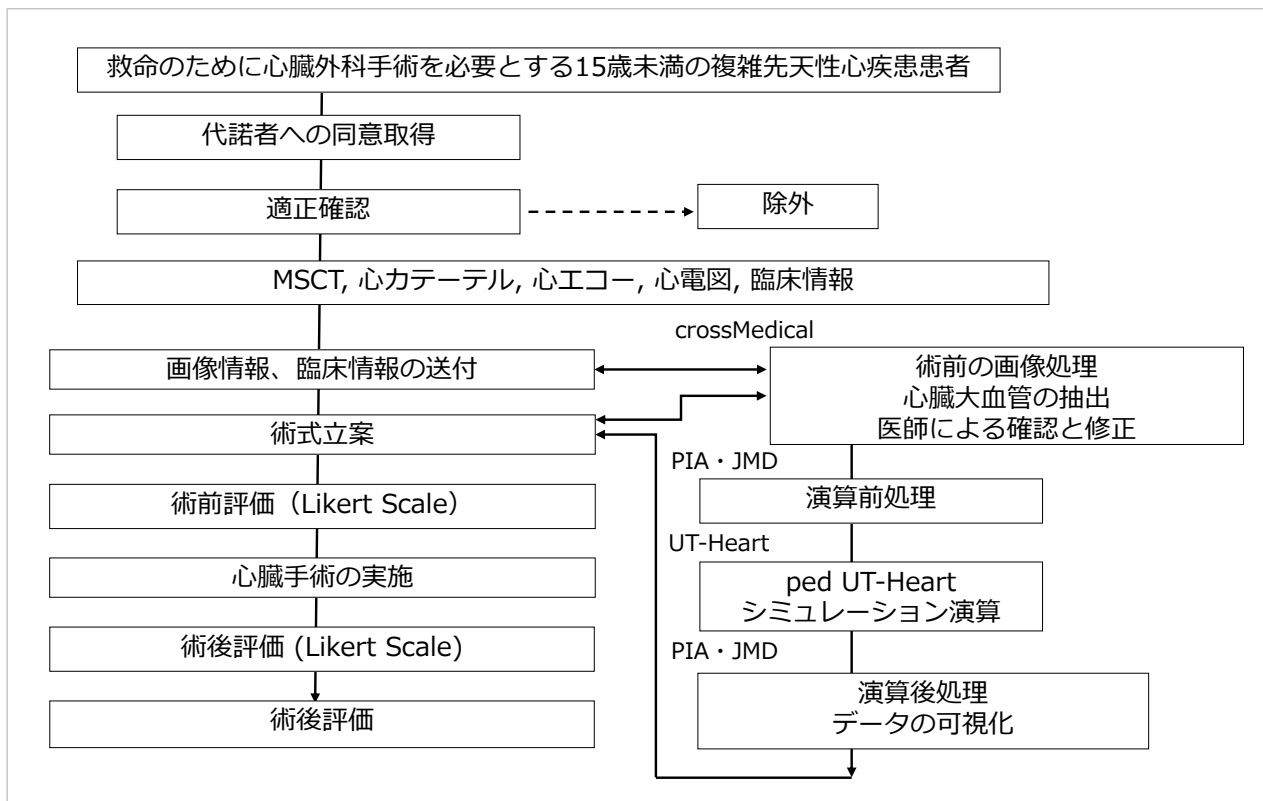 救命のために心臓外科手術を必要とする15歳未満の複雑先天性心疾患患者
代諾者への同意取得
適正確認
除外
MSCT, 心カテーテル, 心エコー, 心電図, 臨床情報
crossMedical
画像情報、臨床情報の送付
術前の画像処理
心臓大血管の抽出
医師による確認と修正
術式立案
PIA・JMD
術前評価（Likert Scale）
演算前処理
UT-Heart
心臓手術の実施
ped UT-Heart
シミュレーション演算
術後評価 (Likert Scale)
PIA・JMD
演算後処理
データの可視化
術後評価